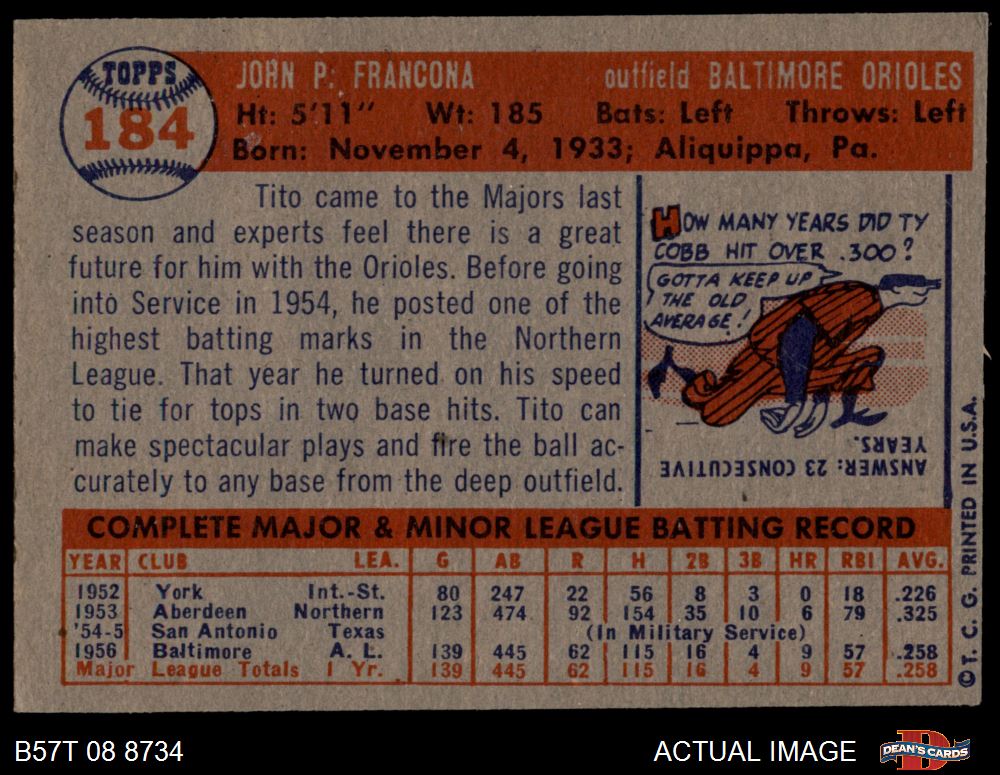 TOPPS
184
JOHN P. FRANCONA outfield BALTIMORE ORIOLES
Ht: 5'11" Wt: 185 Bats: Left Throws: Left
Born: November 4, 1933; Aliquippa, Pa.
Tito came to the Majors last
season and experts feel there is a great
future for him with the Orioles. Before going
into Service in 1954, he posted one of the
highest batting marks in the Northern
League. That year he turned on his speed
to tie for tops in two base hits. Tito can
make spectacular plays and fire the ball ac-
curately to any base from the deep outfield.
HOW MANY YEARS DID TY
COBB HIT OVER .300?
GOTTA KEEP UP
THE OLD
AVERAGE!
ANSWER: 23 CONSECUTIVE
YEARS.
COMPLETE MAJOR & MINOR LEAGUE BATTING RECORD
YEAR CLUB LEA. G AB R H 2B 3B HR RBI AVG.
1952 York Int.-St. 80 247 22 56 8 3 0 18 .226
1953 Aberdeen Northern 123 474 92 154 35 10 6 79 .325
'54-5 San Antonio Texas (In Military Service)
1956 Baltimore A. L. 139 445 62 115 16 4 9 57 .258
Major League Totals 1 Yr. 139 445 62 115 16 4 9 57 .258
©T. C. G. PRINTED IN U.S.A.
B57T 08 8734 ACTUAL IMAGE
D
DEAN'S CARDS